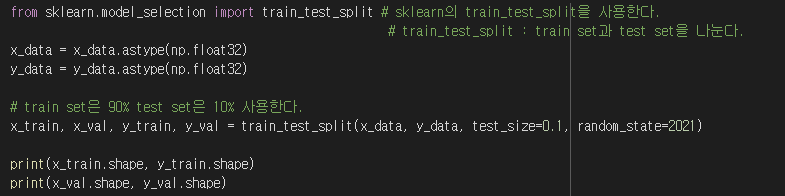 from sklearn.model_selection import train_test_split # sklearn의 train_test_split을 사용한다.
# train_test_split : train set과 test set을 나눈다.
x_data = x_data.astype(np.float32)
y_data = y_data.astype(np.float32)
# train set은 90% test set은 10% 사용한다.
x_train, x_val, y_train, y_val = train_test_split(x_data, y_data, test_size=0.1, random_state=2021)
print(x_train.shape, y_train.shape)
print(x_val.shape, y_val.shape)